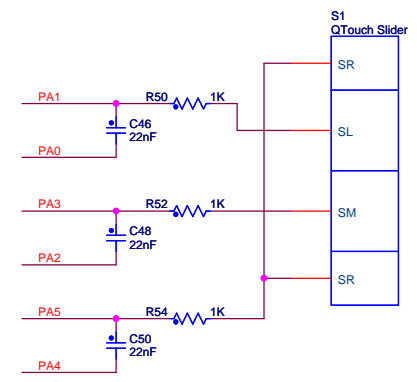 S1
QTouch Slider
SR
PA1
R50
1K
C46
22nF
SL
PA0
PA3
R52
1K
SM
C48
22nF
PA2
SR
PA5
R54
1K
C50
22nF
PA4